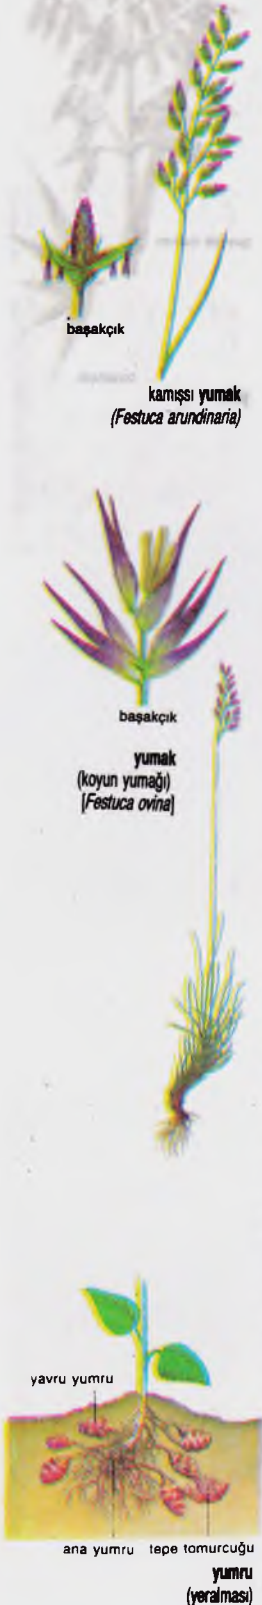 başakçık
kamışsı yumak
(Festuca arundinaria)
başakçık
yumak
(koyun yumağı)
[Festuca ovina]
yavru yumru
ana yumru tepe tomurcuğu
yumru
(yeralması)